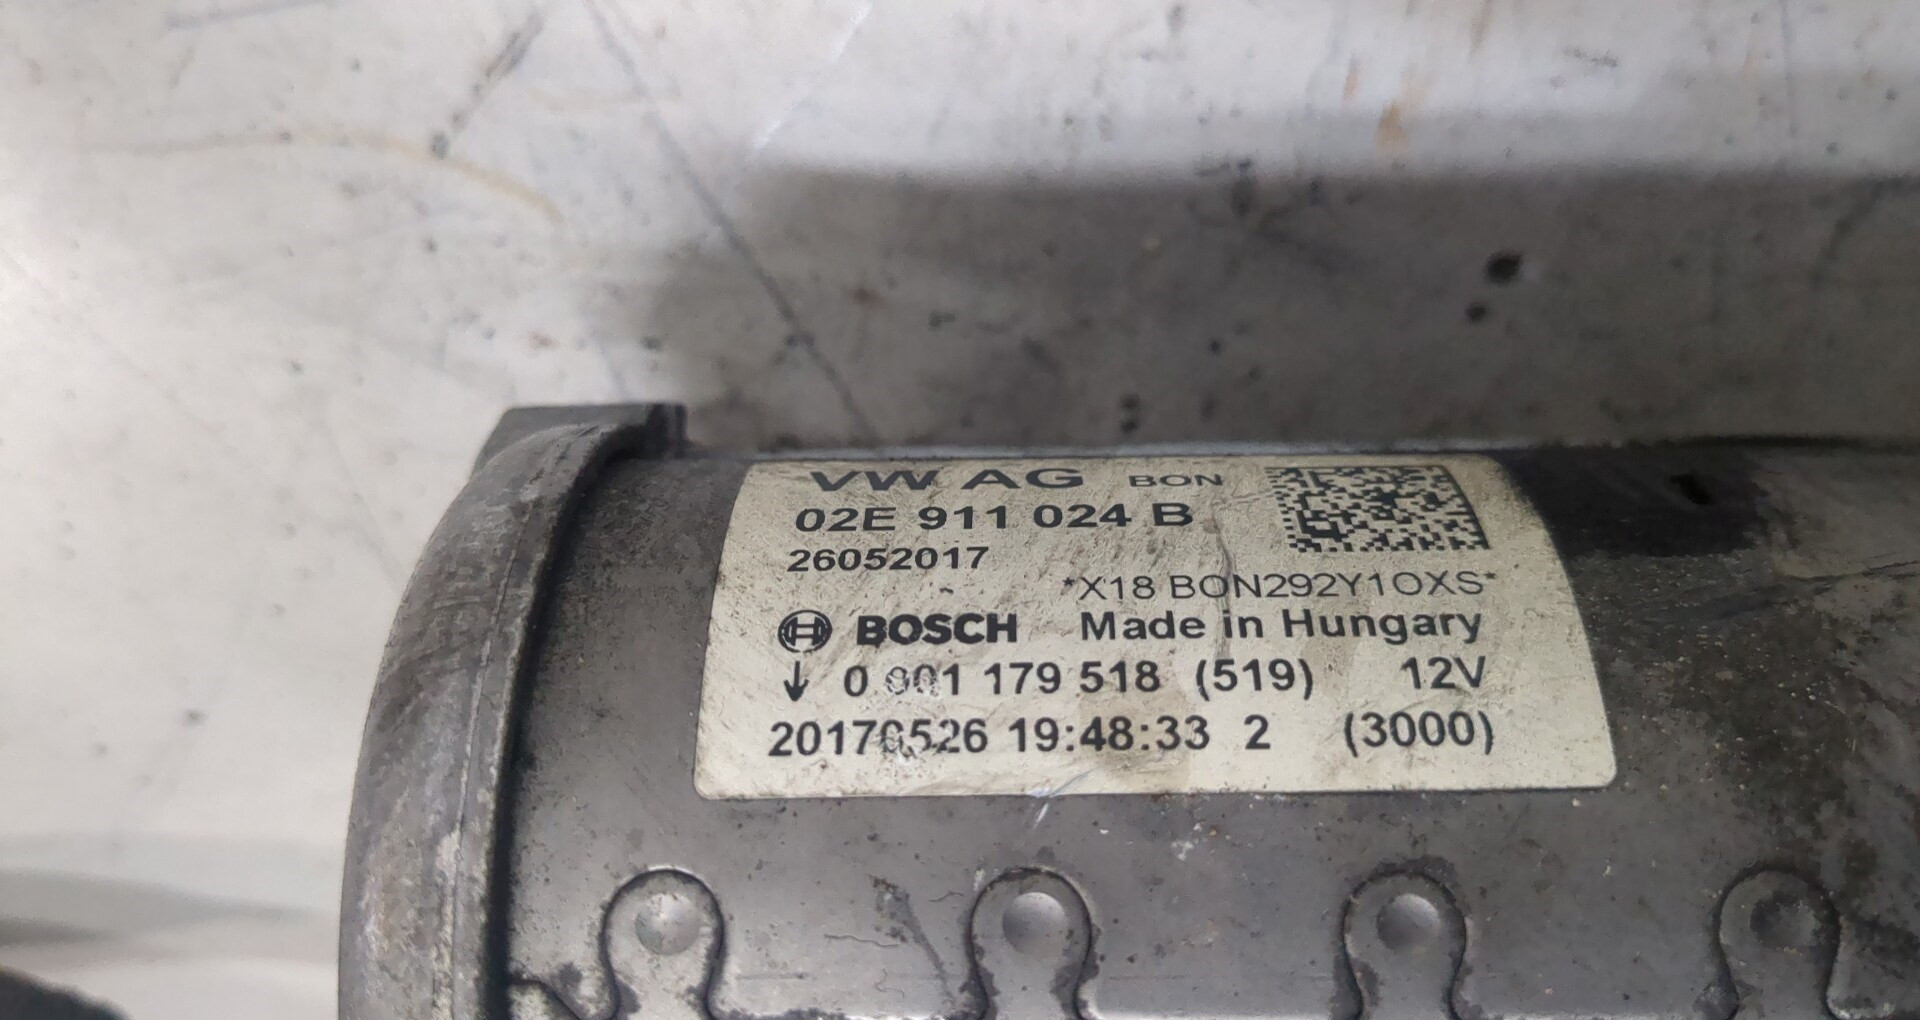 VW AG BON
02E 911 024 B
26052017
*X18 BON292Y1OXS*
BOSCH Made in Hungary
↓ 0 001 179 518 (519) 12V
20170526 19:48:33 2 (3000)